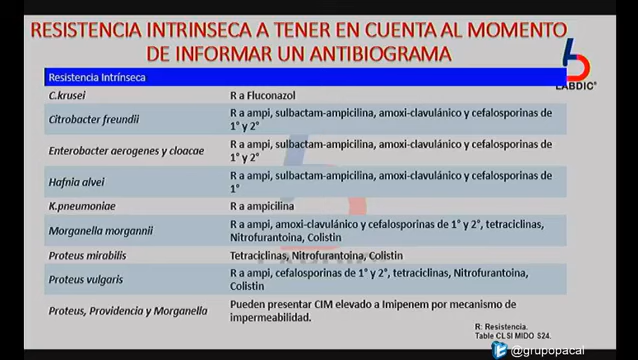 RESISTENCIA INTRINSECA A TENER EN CUENTA AL MOMENTO
DE INFORMAR UN ANTIBIOGRAMA
LABDIC®
Resistencia Intrínseca
C.krusei R a Fluconazol
Citrobacter freundii R a ampi, sulbactam-ampicilina, amoxi-clavulánico y cefalosporinas de
1° y 2°
Enterobacter aerogenes y cloacae R a ampi, sulbactam-ampicilina, amoxi-clavulánico y cefalosporinas de
1° y 2°
Hafnia alvei R a ampi, sulbactam-ampicilina, amoxi-clavulánico y cefalosporinas de
1°
K.pneumoniae R a ampicilina
Morganella morgannii R a ampi, amoxi-clavulánico y cefalosporinas de 1° y 2°, tetraciclinas,
Nitrofurantoina, Colistin
Proteus mirabilis Tetraciclinas, Nitrofurantoina, Colistin
Proteus vulgaris R a ampi, cefalosporinas de 1° y 2°, tetraciclinas, Nitrofurantoina,
Colistin
Proteus, Providencia y Morganella Pueden presentar CIM elevado a Imipenem por mecanismo de
impermeabilidad.
R: Resistencia.
Table CLSI MIDO S24.
@grupopacal